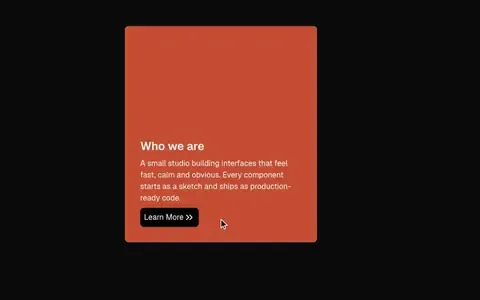 Who we are
A small studio building interfaces that feel
fast, calm and obvious. Every component
starts as a sketch and ships as production-
ready code.
Learn More »